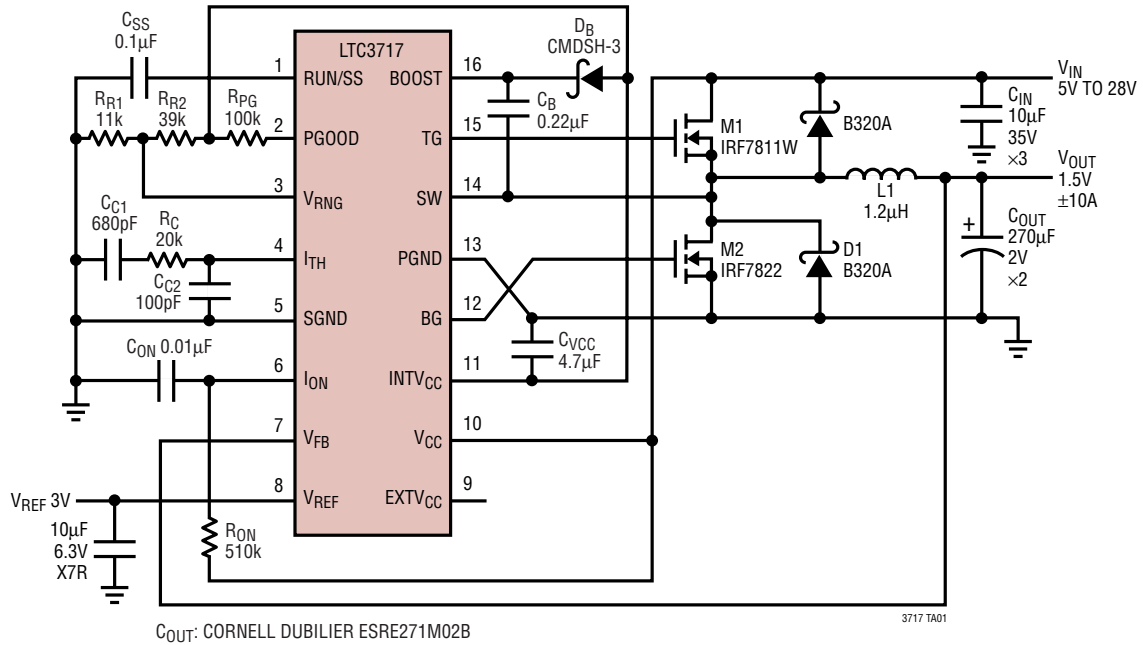 CSS
0.1µF
RR1
11k
RR2
39k
RPG
100k
CC1
680pF
RC
20k
CC2
100pF
CON 0.01µF
VREF 3V
10µF
6.3V
X7R
RON
510k
LTC3717
1
RUN/SS
2
PGOOD
3
VRNG
4
ITH
5
SGND
6
ION
7
VFB
8
VREF
BOOST
16
TG
15
SW
14
PGND
13
BG
12
INTVCC
11
VCC
10
EXTVCC
9
DB
CMDSH-3
CB
0.22µF
CVCC
4.7µF
M1
IRF7811W
M2
IRF7822
B320A
D1
B320A
L1
1.2µH
VIN
5V TO 28V
CIN
10µF
35V
×3
VOUT
1.5V
±10A
+
COUT
270µF
2V
×2
3717 TA01
COUT: CORNELL DUBILIER ESRE271M02B